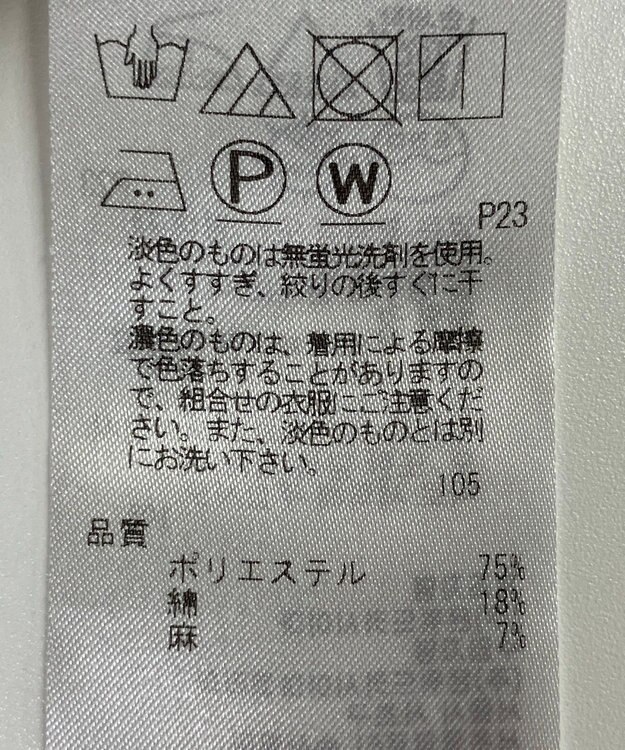 P W
P23
淡色のものは無蛍光洗剤を使用。
よくすすぎ、絞りの後すぐに干
すこと。
濃色のものは、着用による摩擦
で色落ちすることがありますの
で、組合せの衣服にご注意くだ
さい。また、淡色のものとは別
にお洗い下さい。
105
品質
ポリエステル 75%
綿 18%
麻 7%